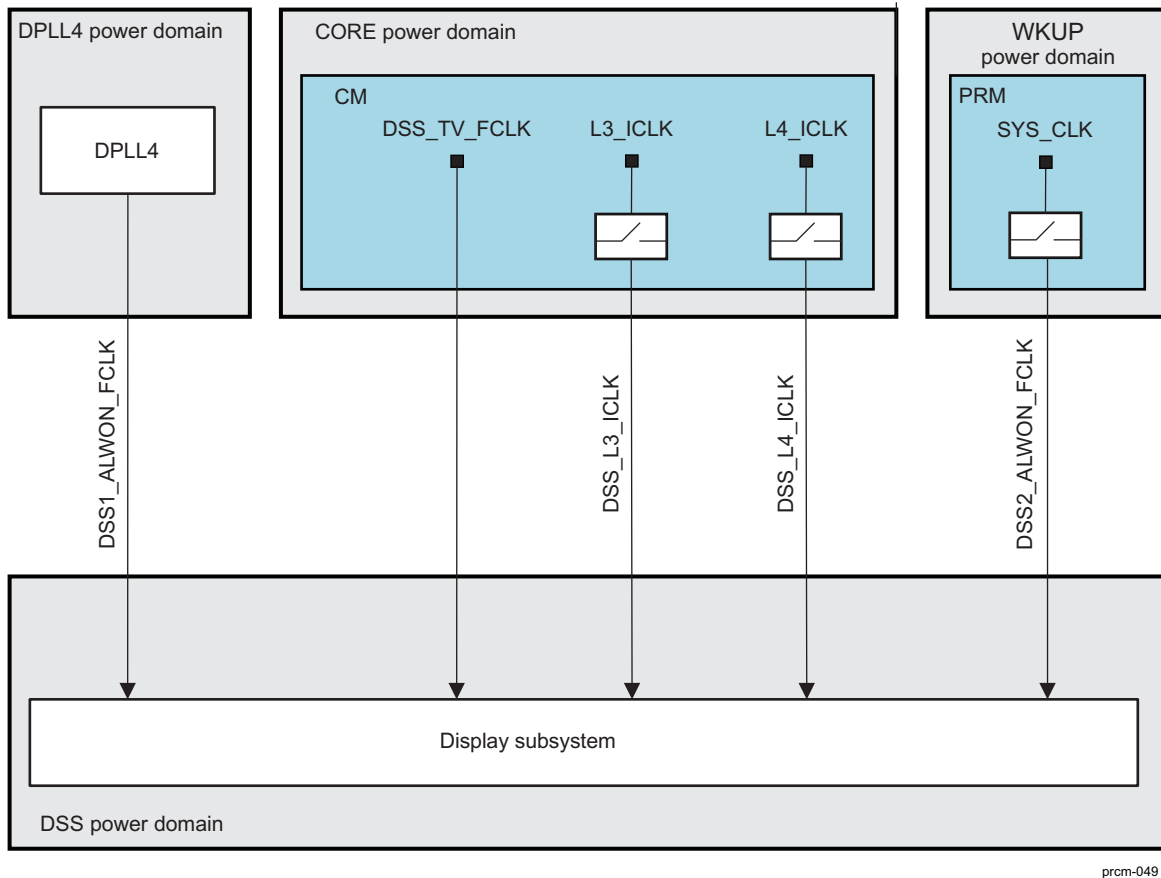 DPLL4 power domain
DPLL4
CORE power domain
CM
DSS_TV_FCLK
L3_ICLK
L4_ICLK
WKUP
power domain
PRM
SYS_CLK
DSS1_ALWON_FCLK
DSS_L3_ICLK
DSS_L4_ICLK
DSS2_ALWON_FCLK
Display subsystem
DSS power domain
prcm-049